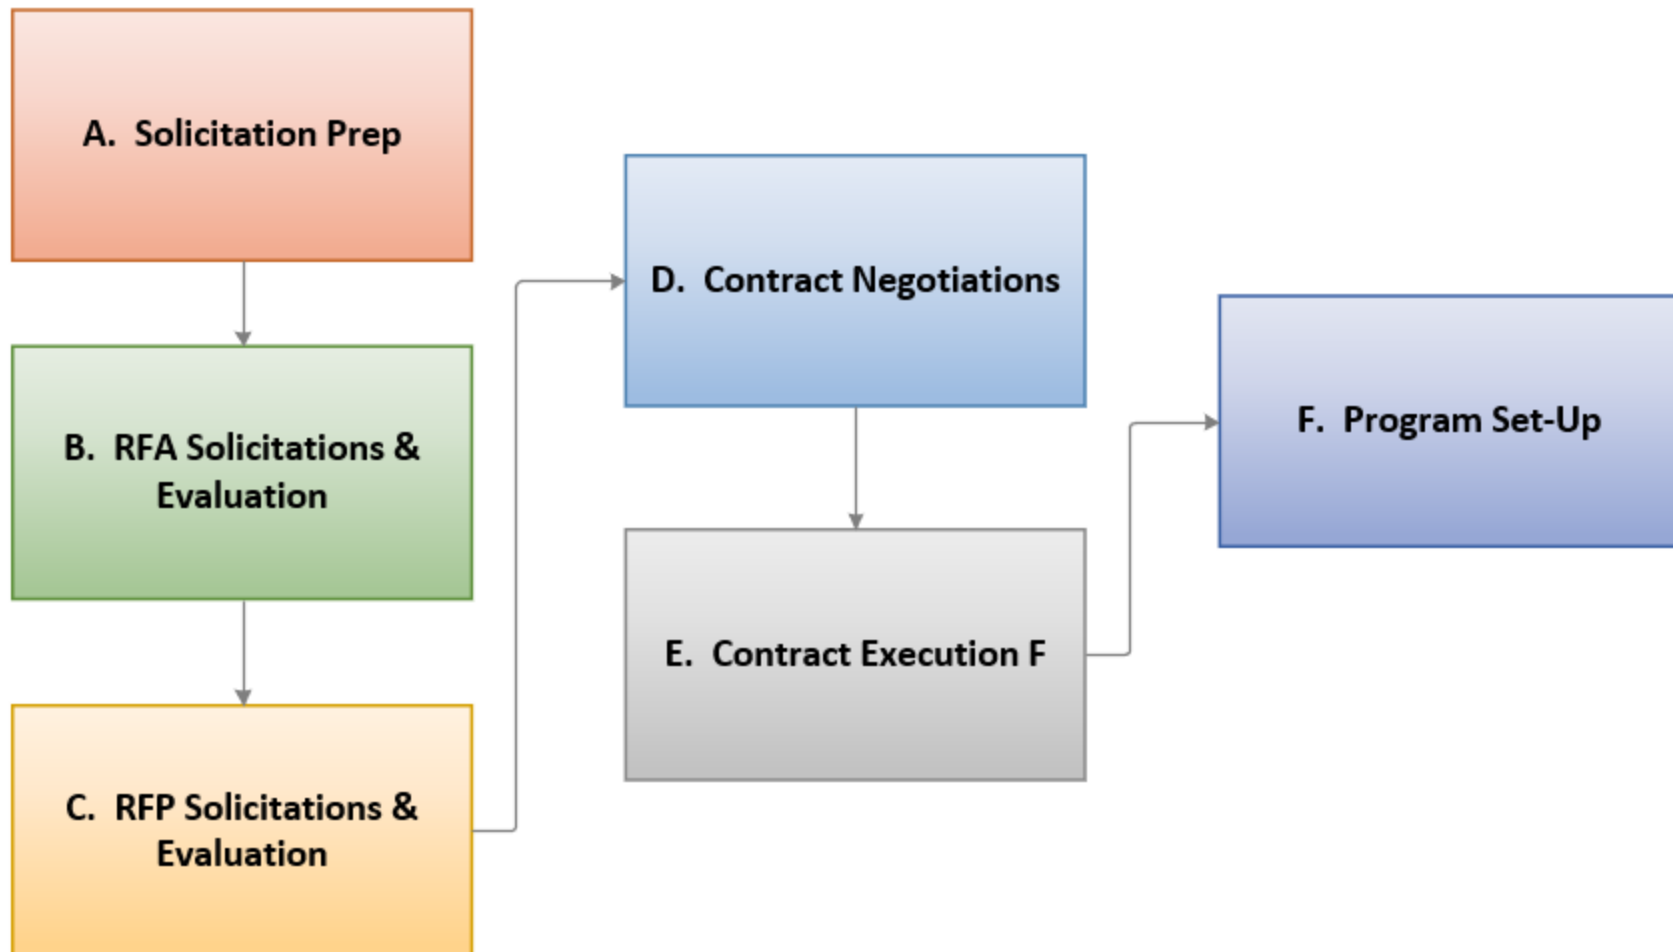 A. Solicitation Prep
B. RFA Solicitations &
Evaluation
C. RFP Solicitations &
Evaluation
D. Contract Negotiations
E. Contract Execution F
F. Program Set-Up